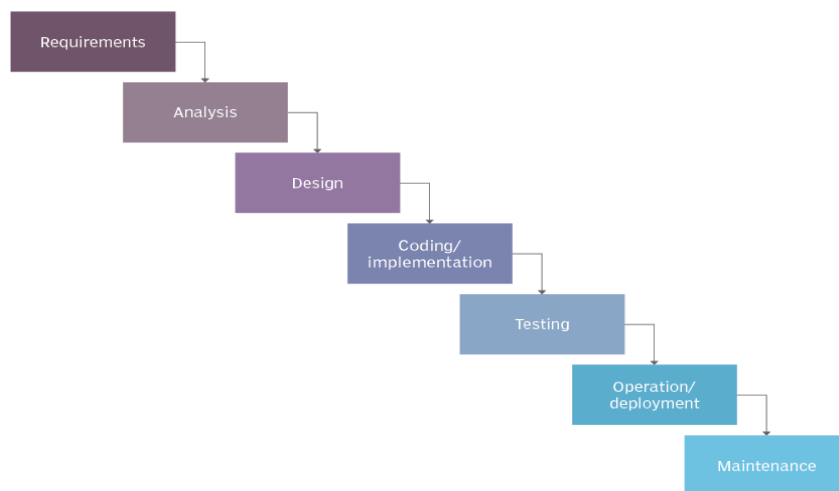 Requirements
Analysis
Design
Coding/
implementation
Testing
Operation/
deployment
Maintenance